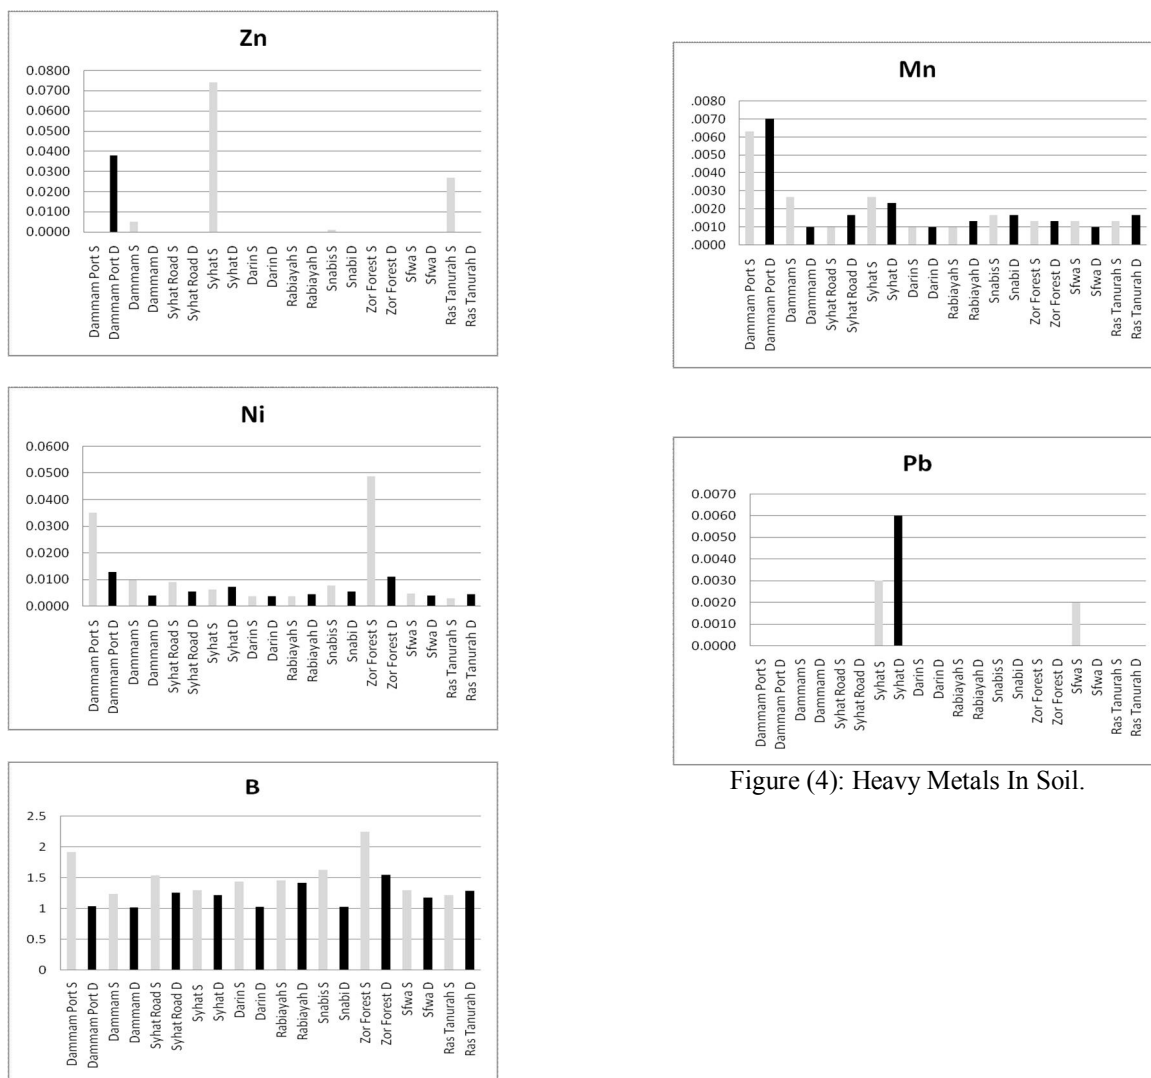 Zn
0.0800
0.0700
0.0600
0.0500
0.0400
0.0300
0.0200
0.0100
0.0000
Dammam Port S
Dammam Port D
Dammam S
Dammam D
Syhat Road S
Syhat Road D
Syhat S
Syhat D
Darin S
Darin D
Rabiayah S
Rabiayah D
Snabis S
Snabi D
Zor Forest S
Zor Forest D
Sfwa S
Sfwa D
Ras Tanurah S
Ras Tanurah D
Ni
0.0600
0.0500
0.0400
0.0300
0.0200
0.0100
0.0000
Dammam Port S
Dammam Port D
Dammam S
Dammam D
Syhat Road S
Syhat Road D
Syhat S
Syhat D
Darin S
Darin D
Rabiayah S
Rabiayah D
Snabis S
Snabi D
Zor Forest S
Zor Forest D
Sfwa S
Sfwa D
Ras Tanurah S
Ras Tanurah D
B
2.5
2
1.5
1
0.5
0
Dammam Port S
Dammam Port D
Dammam S
Dammam D
Syhat Road S
Syhat Road D
Syhat S
Syhat D
Darin S
Darin D
Rabiayah S
Rabiayah D
Snabis S
Snabi D
Zor Forest S
Zor Forest D
Sfwa S
Sfwa D
Ras Tanurah S
Ras Tanurah D
Mn
.0080
.0070
.0060
.0050
.0040
.0030
.0020
.0010
.0000
Dammam Port S
Dammam Port D
Dammam S
Dammam D
Syhat Road S
Syhat Road D
Syhat S
Syhat D
Darin S
Darin D
Rabiayah S
Rabiayah D
Snabis S
Snabi D
Zor Forest S
Zor Forest D
Sfwa S
Sfwa D
Ras Tanurah S
Ras Tanurah D
Pb
0.0070
0.0060
0.0050
0.0040
0.0030
0.0020
0.0010
0.0000
Dammam Port S
Dammam Port D
Dammam S
Dammam D
Syhat Road S
Syhat Road D
Syhat S
Syhat D
Darin S
Darin D
Rabiayah S
Rabiayah D
Snabis S
Snabi D
Zor Forest S
Zor Forest D
Sfwa S
Sfwa D
Ras Tanurah S
Ras Tanurah D
Figure (4): Heavy Metals In Soil.